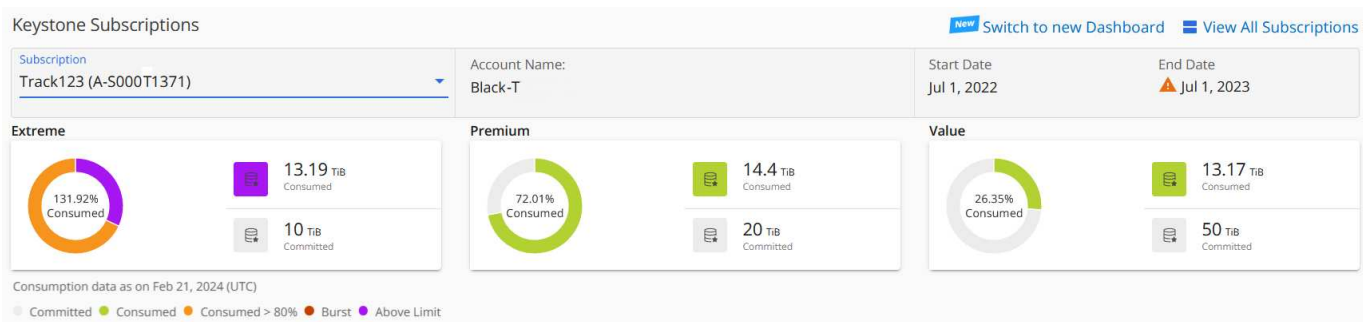 Keystone Subscriptions
New Switch to new Dashboard View All Subscriptions
Subscription
Track123 (A-S000T1371)
Account Name:
Black-T
Start Date
Jul 1, 2022
End Date
Jul 1, 2023
Extreme
131.92%
Consumed
13.19 TiB
Consumed
10 TiB
Committed
Premium
72.01%
Consumed
14.4 TiB
Consumed
20 TiB
Committed
Value
26.35%
Consumed
13.17 TiB
Consumed
50 TiB
Committed
Consumption data as on Feb 21, 2024 (UTC)
Committed Consumed Consumed > 80% Burst Above Limit